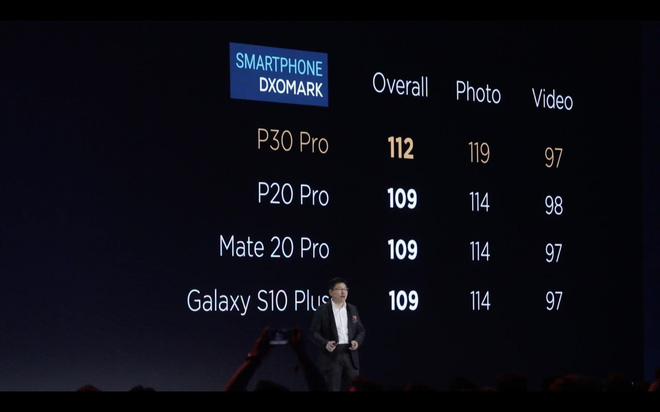 SMARTPHONE
DXOMARK
Overall Photo Video
P30 Pro 112 119 97
P20 Pro 109 114 98
Mate 20 Pro 109 114 97
Galaxy S10 Plus 109 114 97